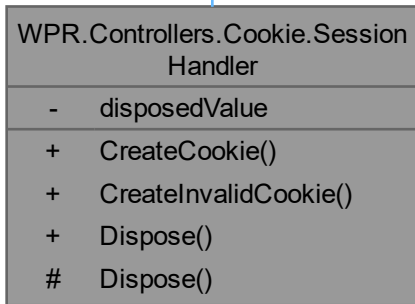 WPR.Controllers.Cookie.Session
Handler
- disposedValue
+ CreateCookie()
+ CreateInvalidCookie()
+ Dispose()
# Dispose()